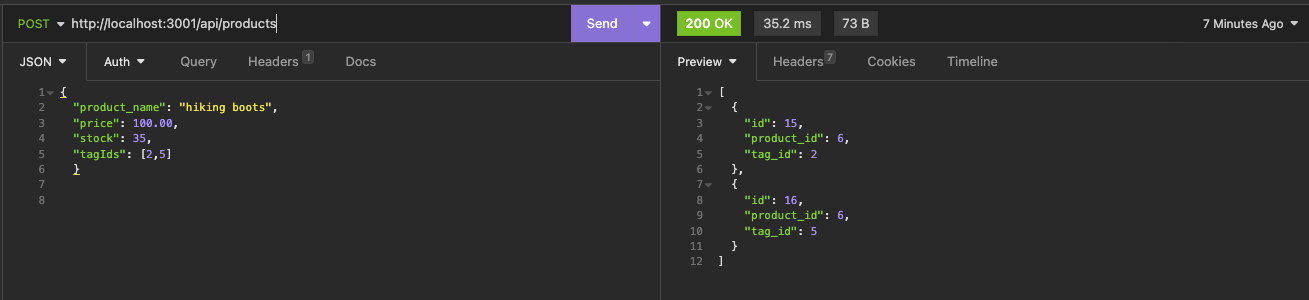 POST http://localhost:3001/api/products Send 200 OK 35.2 ms 73 B 7 Minutes Ago
JSON Auth Query Headers 1 Docs Preview Headers 7 Cookies Timeline
1 {
2 "product_name": "hiking boots",
3 "price": 100.00,
4 "stock": 35,
5 "tagIds": [2,5]
6 }
7
8
1 [
2 {
3 "id": 15,
4 "product_id": 6,
5 "tag_id": 2
6 },
7 {
8 "id": 16,
9 "product_id": 6,
10 "tag_id": 5
11 }
12 ]